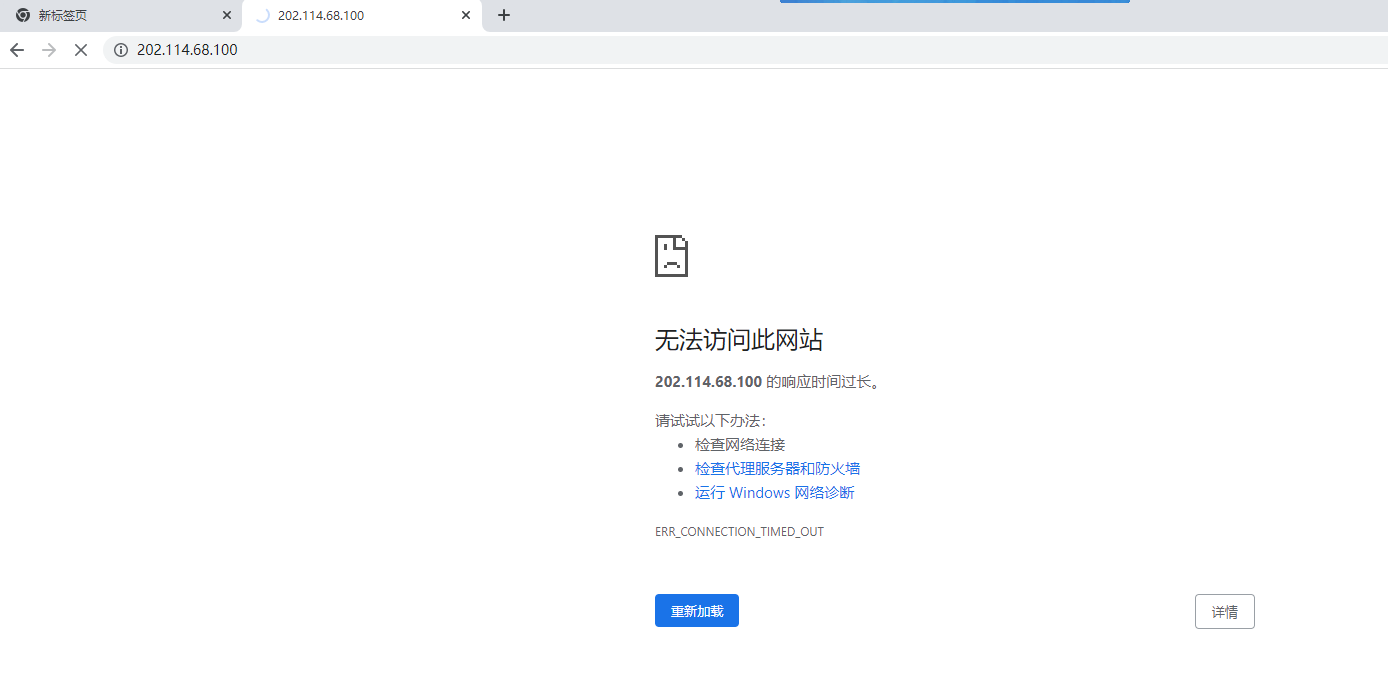 新标签页
202.114.68.100
202.114.68.100
无法访问此网站
202.114.68.100 的响应时间过长。
请试试以下办法：
检查网络连接
检查代理服务器和防火墙
运行 Windows 网络诊断
ERR_CONNECTION_TIMED_OUT
重新加载
详情